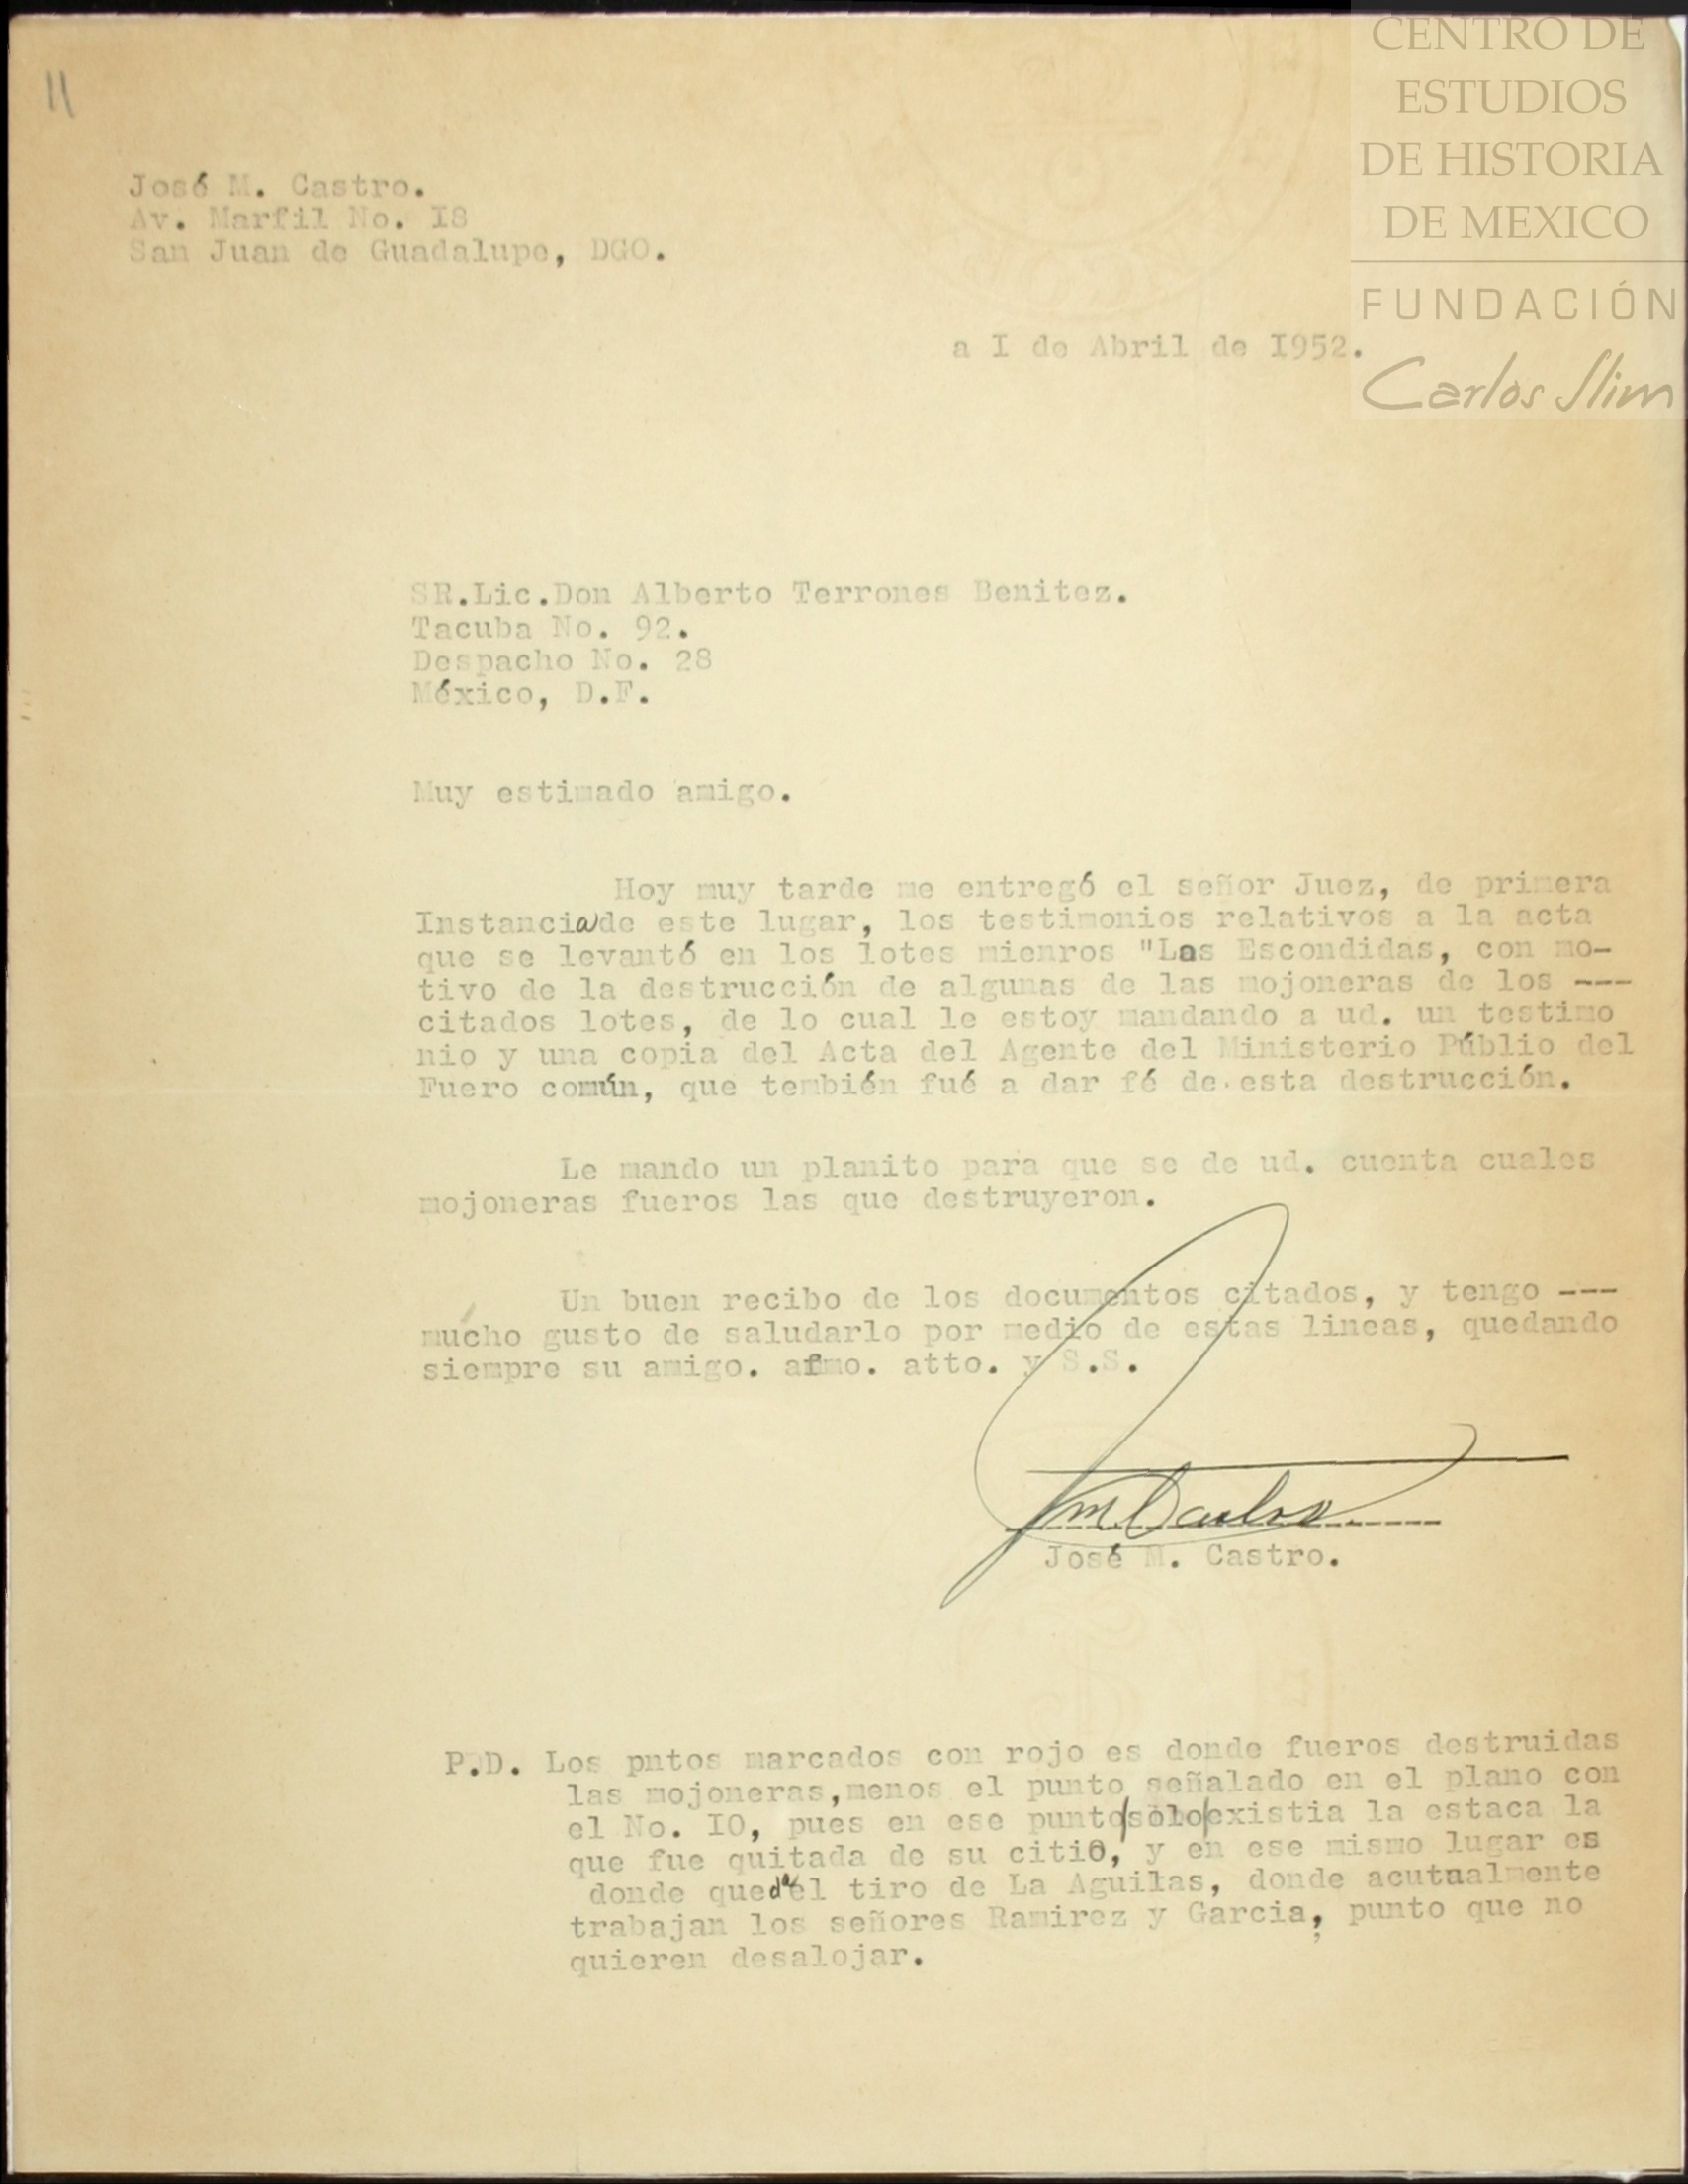 CENTRO DE
ESTUDIOS
DE HISTORIA
DE MEXICO
FUNDACIÓN
Carlos Slim
11
José M. Castro.
Av. Marfil No. I8
San Juan de Guadalupe, DGO.
a I de Abril de I952.
SR.Lic.Don Alberto Terrones Benitez.
Tacuba No. 92.
Despacho No. 28
México, D.F.
Muy estimado amigo.
Hoy muy tarde me entregó el señor Juez, de primera
Instancia de este lugar, los testimonios relativos a la acta
que se levantó en los lotes mienros "Las Escondidas, con mo-
tivo de la destrucción de algunas de las mojoneras de los ---
citados lotes, de lo cual le estoy mandando a ud. un testimo
nio y una copia del Acta del Agente del Ministerio Públio del
Fuero común, que tembién fué a dar fé de esta destrucción.
Le mando un planito para que se de ud. cuenta cuales
mojoneras fueros las que destruyeron.
Un buen recibo de los documentos citados, y tengo ---
mucho gusto de saludarlo por medio de estas lineas, quedando
siempre su amigo. afmo. atto. y S.S.
José M. Castro.
P.D. Los pntos marcados con rojo es donde fueros destruidas
las mojoneras,menos el punto señalado en el plano con
el No. IO, pues en ese punto/solo/existia la estaca la
que fue quitada de su citio, y en ese mismo lugar es
donde queda el tiro de La Aguilas, donde acutualmente
trabajan los señores Ramirez y Garcia, punto que no
quieren desalojar.